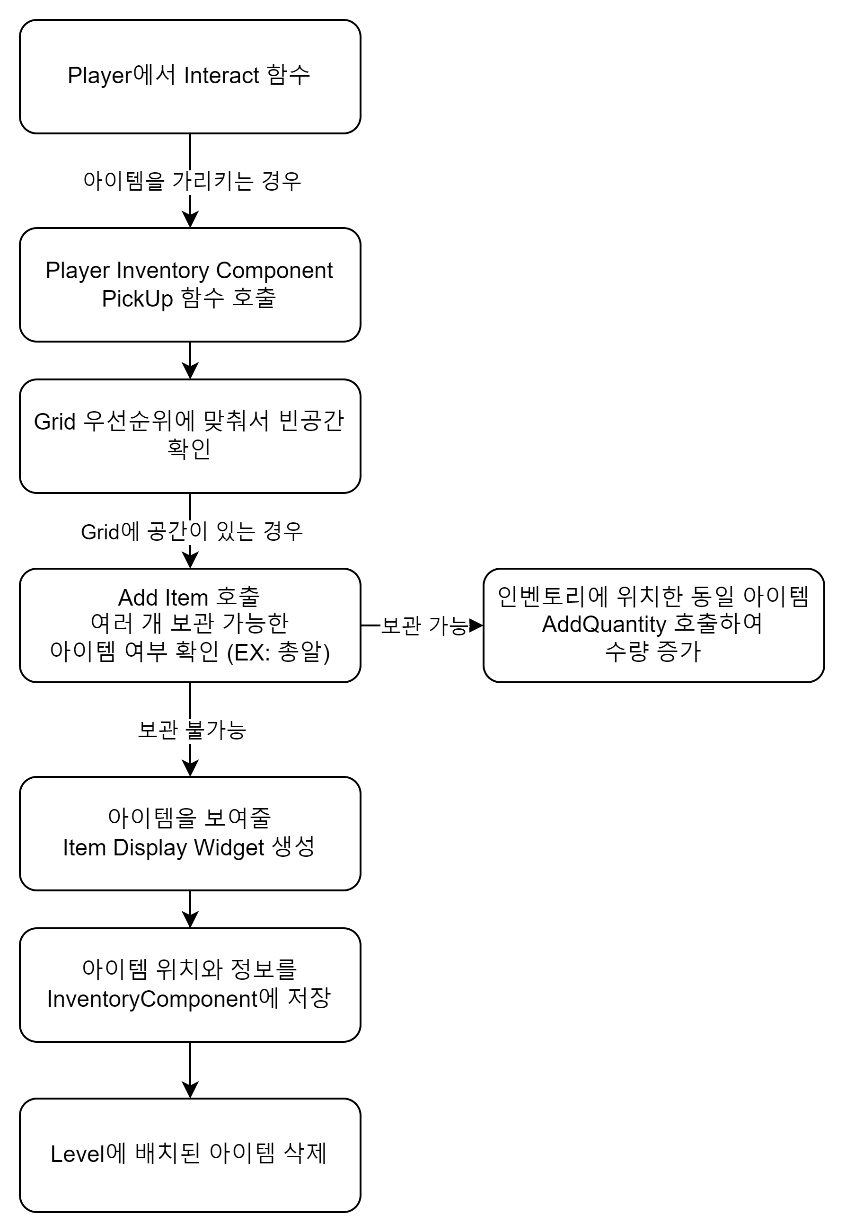 Player에서 Interact 함수
아이템을 가리키는 경우
Player Inventory Component
PickUp 함수 호출
Grid 우선순위에 맞춰서 빈공간
확인
Grid에 공간이 있는 경우
Add Item 호출
여러 개 보관 가능한
아이템 여부 확인 (EX: 총알)
보관 가능
인벤토리에 위치한 동일 아이템
AddQuantity 호출하여
수량 증가
보관 불가능
아이템을 보여줄
Item Display Widget 생성
아이템 위치와 정보를
InventoryComponent에 저장
Level에 배치된 아이템 삭제